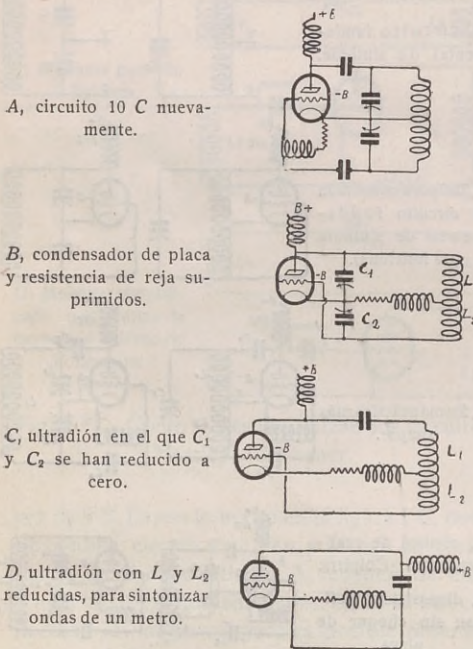 +B
A, circuito 10 C nueva-
mente.
-B
B+
B, condensador de placa
y resistencia de reja su-
primidos.
-B
C1
C2
L
L2
+B
C, ultradión en el que C1
y C2 se han reducido a
cero.
-B
L1
L2
D, ultradión con L y L2
reducidas, para sintonizar
ondas de un metro.
B
+B